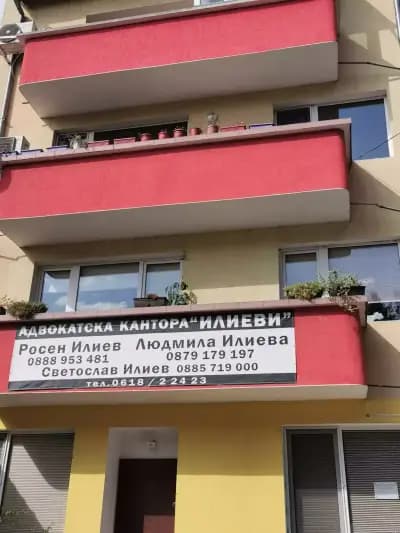 АДВОКАТСКА КАНТОРА "ИЛИЕВИ"
Росен Илиев Людмила Илиева
0888 953 481 0879 179 197
Светослав Илиев 0885 719 000
тел.0618 / 2 24 23